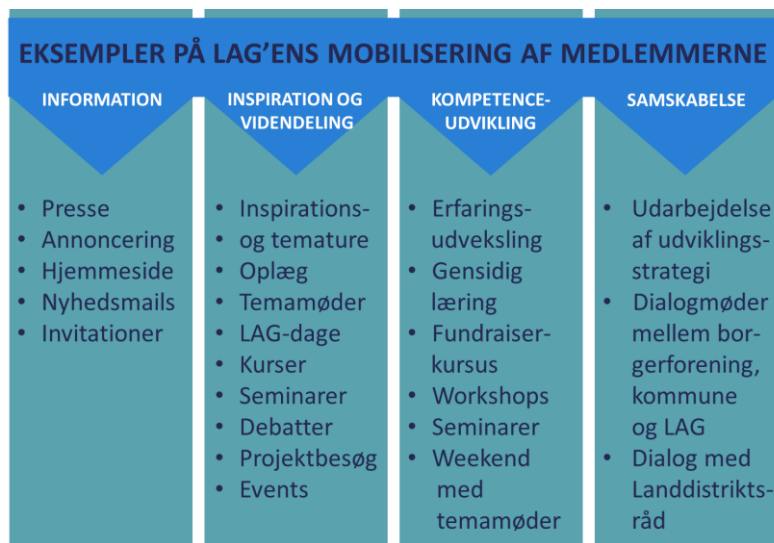 EKSEMPLER PÅ LAG'ENS MOBILISERING AF MEDLEMMERNE
INFORMATION
• Presse
• Annoncering
• Hjemmeside
• Nyhedsmails
• Invitationer
INSPIRATION OG
VIDENDELING
• Inspirations-
• og temature
• Oplæg
• Temamøder
• LAG-dage
• Kurser
• Seminarer
• Debatter
• Projektbesøg
• Events
KOMPETENCE-
UDVIKLING
• Erfarings-
udveksling
• Gensidig
læring
• Fundraiser-
kursus
• Workshops
• Seminarer
• Weekend
med
temamøder
SAMSKABELSE
• Udarbejdelse
af udviklings-
strategi
• Dialogmøder
mellem bor-
gerforening,
kommune
og LAG
• Dialog med
Landdistrikts-
råd